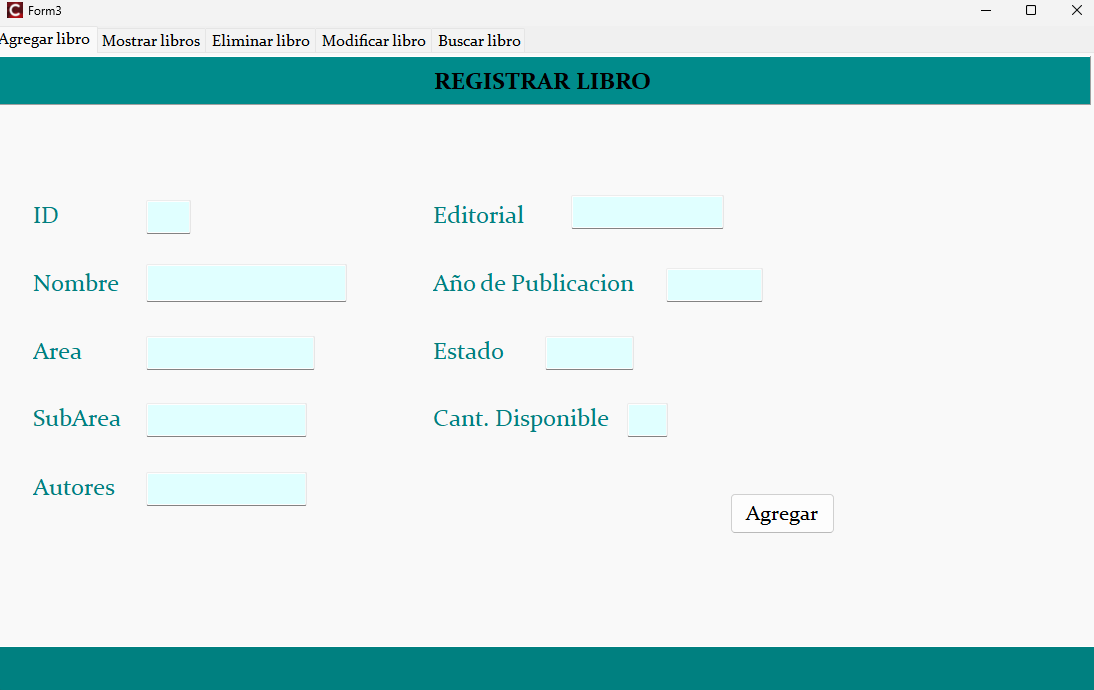 Form3
Agregar libro Mostrar libros Eliminar libro Modificar libro Buscar libro
REGISTRAR LIBRO
ID
Editorial
Nombre
Año de Publicacion
Area
Estado
SubArea
Cant. Disponible
Autores
Agregar